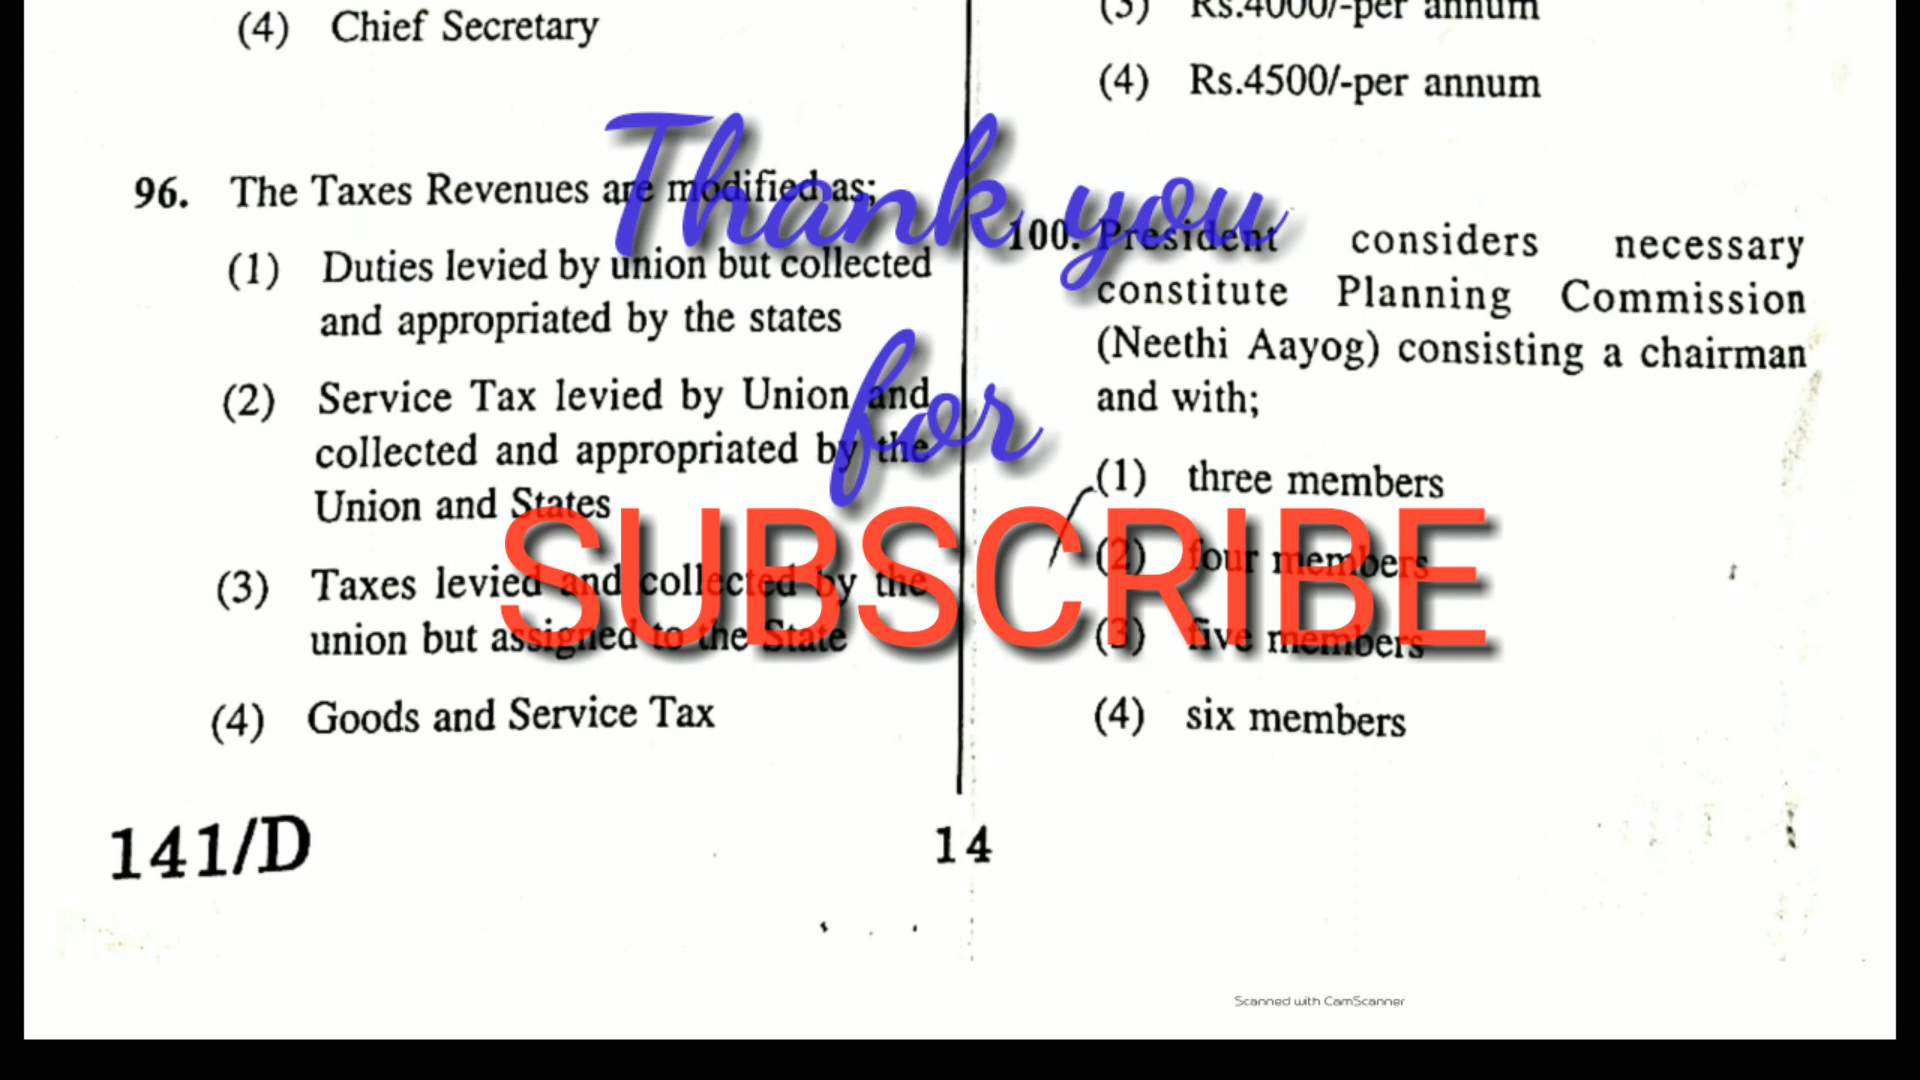 (4) Chief Secretary
96. The Taxes Revenues are modified as;
(1) Duties levied by union but collected
and appropriated by the states
(2) Service Tax levied by Union and
collected and appropriated by the
Union and States
(3) Taxes levied and collected by the
union but assigned to the State
(4) Goods and Service Tax
(3) Rs.4000/-per annum
(4) Rs.4500/-per annum
100. President considers necessary
constitute Planning Commission
(Neethi Aayog) consisting a chairman
and with;
(1) three members
(2) four members
(3) five members
(4) six members
Thank you
for
SUBSCRIBE
141/D
14
Scanned with CamScanner